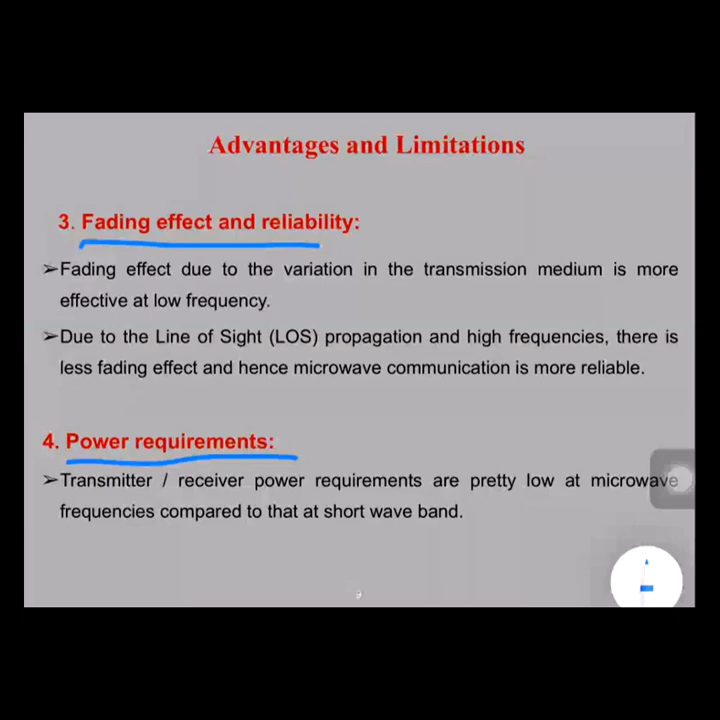 Advantages and Limitations
3. Fading effect and reliability:
➢Fading effect due to the variation in the transmission medium is more
effective at low frequency.
➢Due to the Line of Sight (LOS) propagation and high frequencies, there is
less fading effect and hence microwave communication is more reliable.
4. Power requirements:
➢Transmitter / receiver power requirements are pretty low at microwave
frequencies compared to that at short wave band.